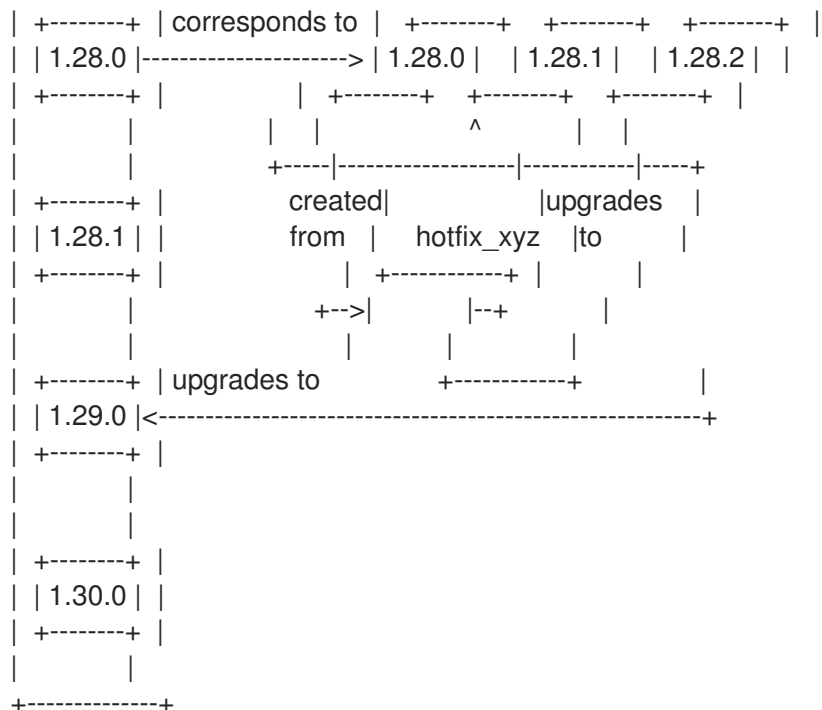 | +--------+ | corresponds to | +--------+ +--------+ +--------+ |
| | 1.28.0 |----------------------> | 1.28.0 | | 1.28.1 | | 1.28.2 | |
| +--------+ | | +--------+ +--------+ +--------+ |
| | | | ^ | |
| | +-----|-------------------|------------|-----+
| +--------+ | created| |upgrades |
| | 1.28.1 | | from | hotfix_xyz |to |
| +--------+ | | +------------+ | |
| | +-->| |--+ |
| | | | |
| +--------+ | upgrades to +------------+ |
| | 1.29.0 |<----------------------------------------------------------+
| +--------+ |
| |
| |
| +--------+ |
| | 1.30.0 | |
| +--------+ |
| |
+--------------+